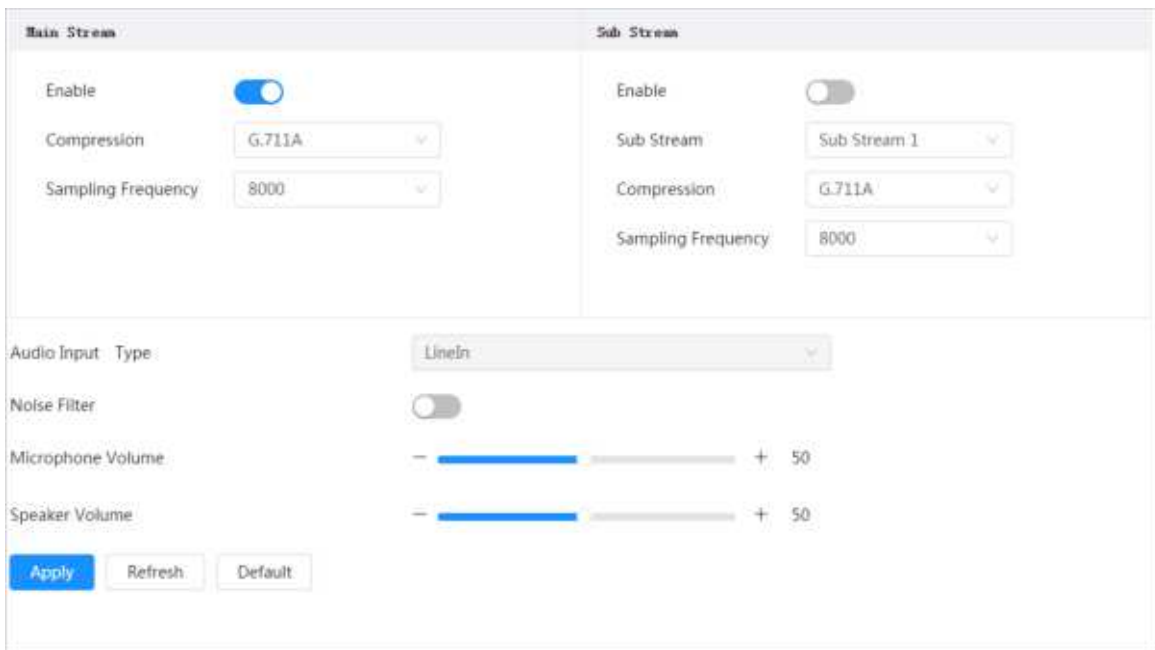 Main Stream
Enable
Compression G.711A
Sampling Frequency 8000
Sub Stream
Enable
Sub Stream Sub Stream 1
Compression G.711A
Sampling Frequency 8000
Audio Input Type LineIn
Noise Filter
Microphone Volume − + 50
Speaker Volume − + 50
Apply Refresh Default